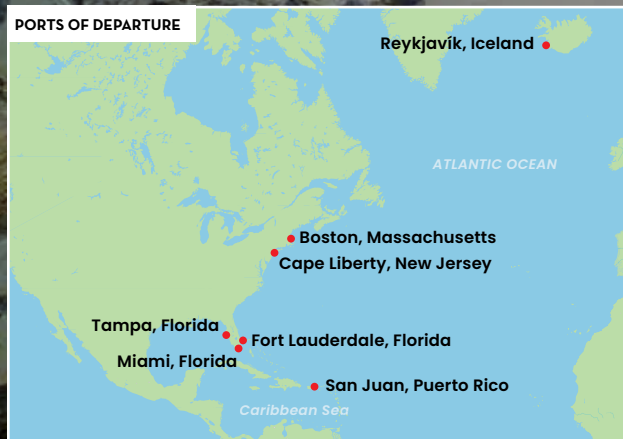 PORTS OF DEPARTURE
Reykjavík, Iceland
ATLANTIC OCEAN
Boston, Massachusetts
Cape Liberty, New Jersey
Tampa, Florida
Fort Lauderdale, Florida
Miami, Florida
San Juan, Puerto Rico
Caribbean Sea